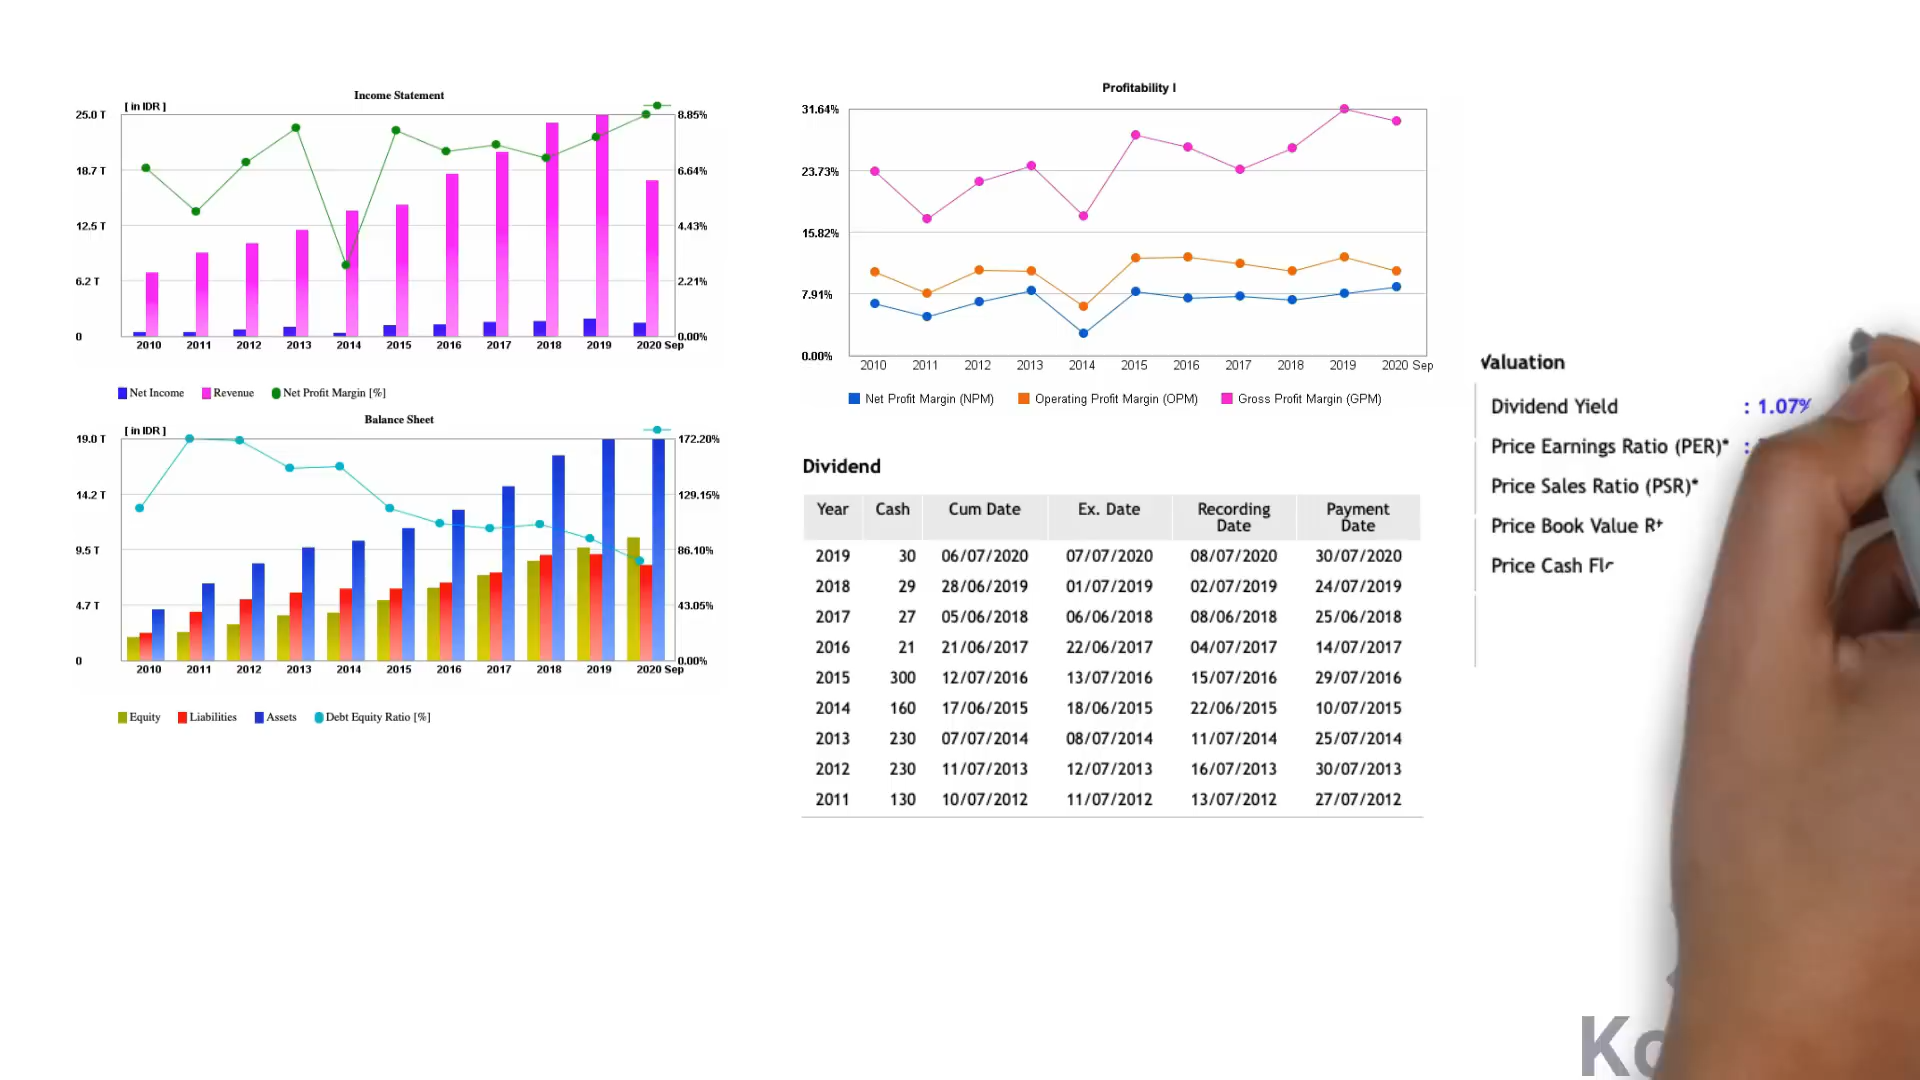 Income Statement
[ in IDR ]
25.0 T
18.7 T
12.5 T
6.2 T
0
8.85%
6.64%
4.43%
2.21%
0.00%
2010 2011 2012 2013 2014 2015 2016 2017 2018 2019 2020 Sep
Net Income Revenue Net Profit Margin [%]
Balance Sheet
[ in IDR ]
19.0 T
14.2 T
9.5 T
4.7 T
0
172.20%
129.15%
86.10%
43.05%
0.00%
2010 2011 2012 2013 2014 2015 2016 2017 2018 2019 2020 Sep
Equity Liabilities Assets Debt Equity Ratio [%]
Profitability I
31.64%
23.73%
15.82%
7.91%
0.00%
2010 2011 2012 2013 2014 2015 2016 2017 2018 2019 2020 Sep
Net Profit Margin (NPM) Operating Profit Margin (OPM) Gross Profit Margin (GPM)
Dividend
Year Cash Cum Date Ex. Date Recording Date Payment Date
2019 30 06/07/2020 07/07/2020 08/07/2020 30/07/2020
2018 29 28/06/2019 01/07/2019 02/07/2019 24/07/2019
2017 27 05/06/2018 06/06/2018 08/06/2018 25/06/2018
2016 21 21/06/2017 22/06/2017 04/07/2017 14/07/2017
2015 300 12/07/2016 13/07/2016 15/07/2016 29/07/2016
2014 160 17/06/2015 18/06/2015 22/06/2015 10/07/2015
2013 230 07/07/2014 08/07/2014 11/07/2014 25/07/2014
2012 230 11/07/2013 12/07/2013 16/07/2013 30/07/2013
2011 130 10/07/2012 11/07/2012 13/07/2012 27/07/2012
Valuation
Dividend Yield : 1.07%
Price Earnings Ratio (PER)* :
Price Sales Ratio (PSR)*
Price Book Value
Price Cash